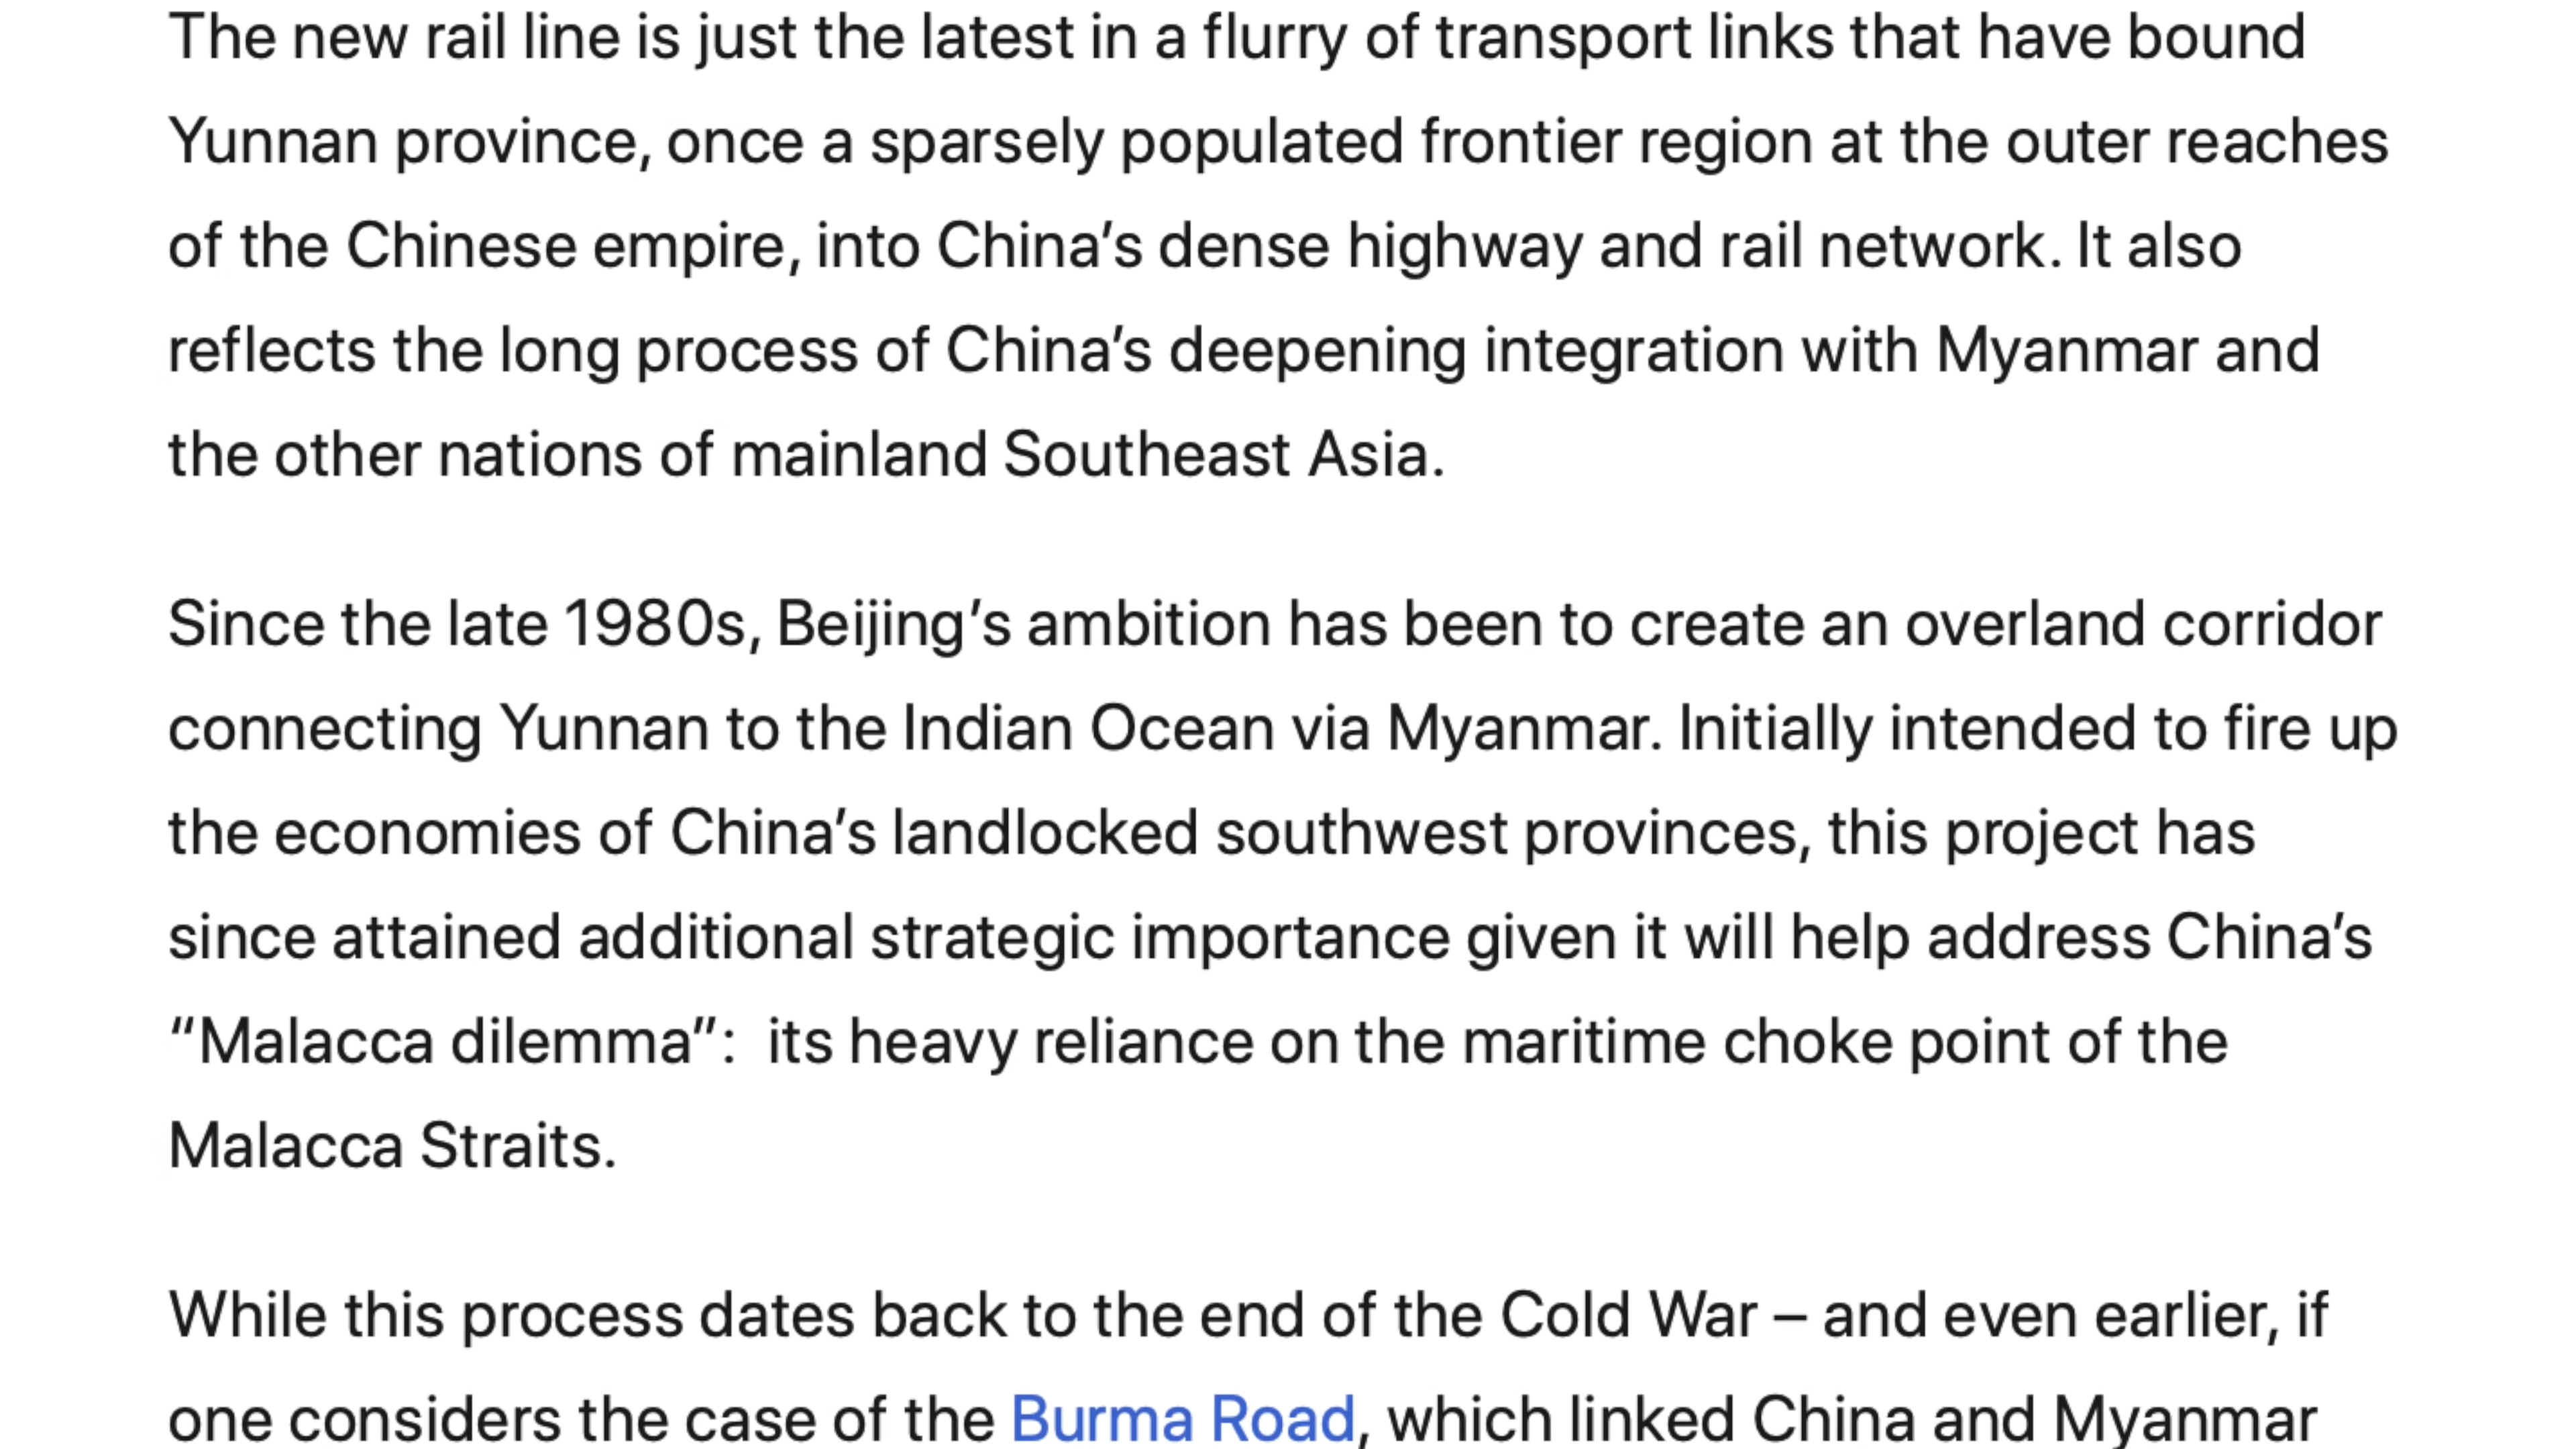 The new rail line is just the latest in a flurry of transport links that have bound
Yunnan province, once a sparsely populated frontier region at the outer reaches
of the Chinese empire, into China’s dense highway and rail network. It also
reflects the long process of China’s deepening integration with Myanmar and
the other nations of mainland Southeast Asia.
Since the late 1980s, Beijing’s ambition has been to create an overland corridor
connecting Yunnan to the Indian Ocean via Myanmar. Initially intended to fire up
the economies of China’s landlocked southwest provinces, this project has
since attained additional strategic importance given it will help address China’s
“Malacca dilemma”:  its heavy reliance on the maritime choke point of the
Malacca Straits.
While this process dates back to the end of the Cold War – and even earlier, if
one considers the case of the Burma Road, which linked China and Myanmar